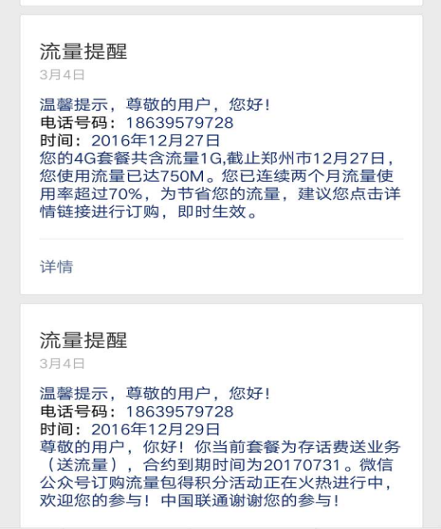 流量提醒
3月4日
温馨提示，尊敬的用户，您好！
电话号码：18639579728
时间：2016年12月27日
您的4G套餐共含流量1G,截止郑州市12月27日，
您使用流量已达750M。您已连续两个月流量使
用率超过70%，为节省您的流量，建议您点击详
情链接进行订购，即时生效。
详情
流量提醒
3月4日
温馨提示，尊敬的用户，您好！
电话号码：18639579728
时间：2016年12月29日
尊敬的用户，你好！你当前套餐为存话费送业务
（送流量），合约到期时间为20170731。微信
公众号订购流量包得积分活动正在火热进行中，
欢迎您的参与！中国联通谢谢您的参与！